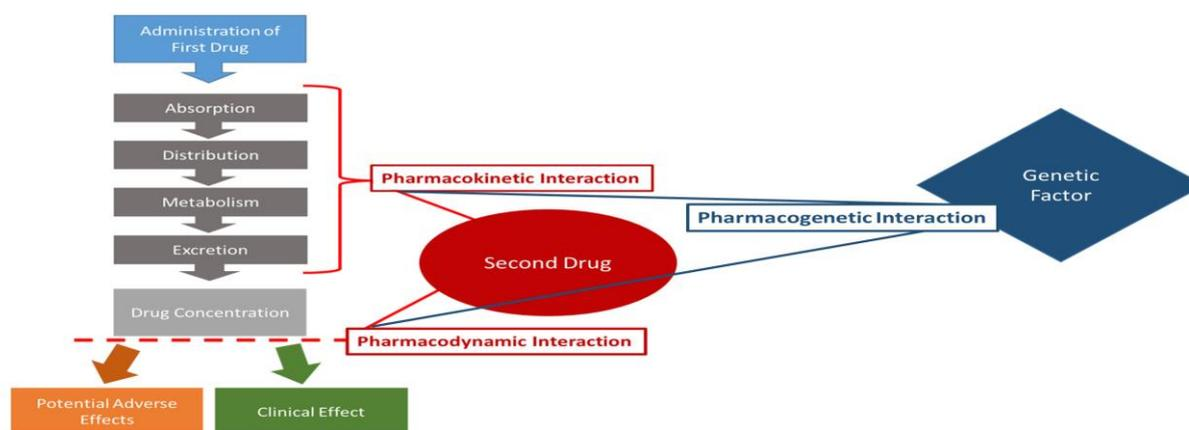 Administration of
First Drug
Absorption
Distribution
Metabolism
Excretion
Drug Concentration
Potential Adverse
Effects
Clinical Effect
Pharmacokinetic Interaction
Second Drug
Pharmacodynamic Interaction
Pharmacogenetic Interaction
Genetic
Factor